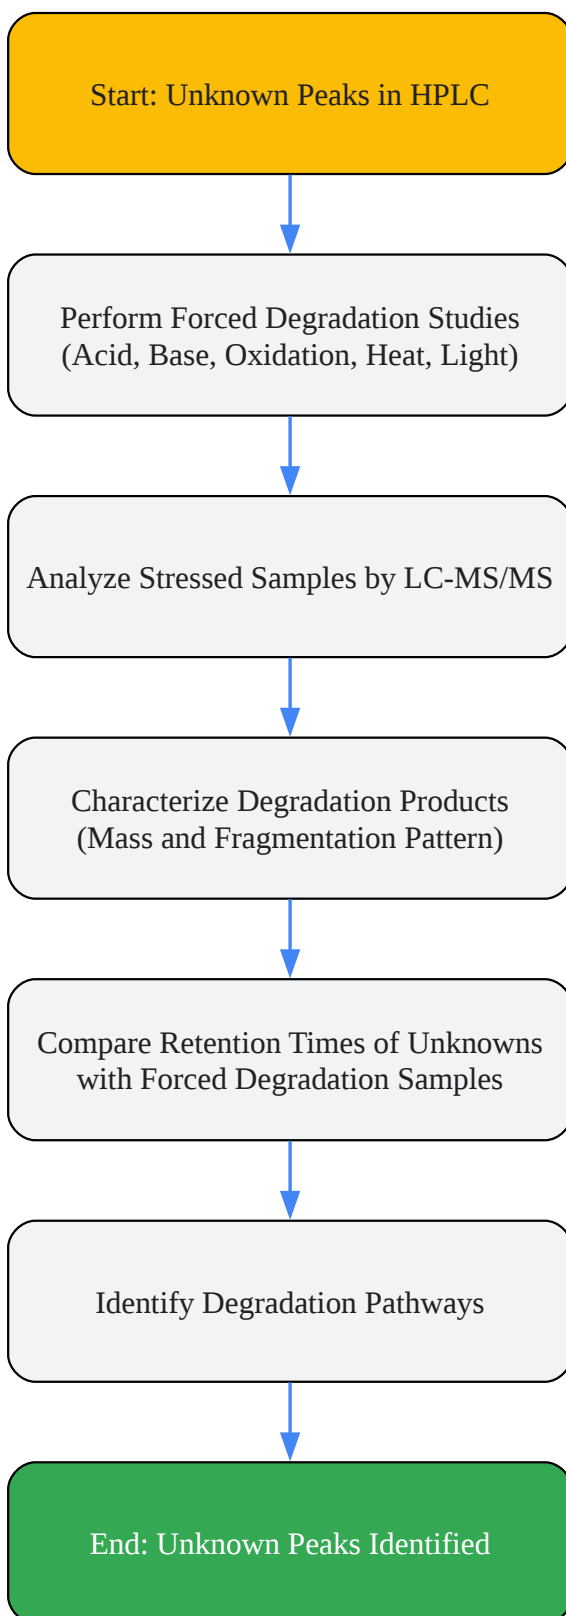 Start: Unknown Peaks in HPLC
Perform Forced Degradation Studies
(Acid, Base, Oxidation, Heat, Light)
Analyze Stressed Samples by LC-MS/MS
Characterize Degradation Products
(Mass and Fragmentation Pattern)
Compare Retention Times of Unknowns
with Forced Degradation Samples
Identify Degradation Pathways
End: Unknown Peaks Identified